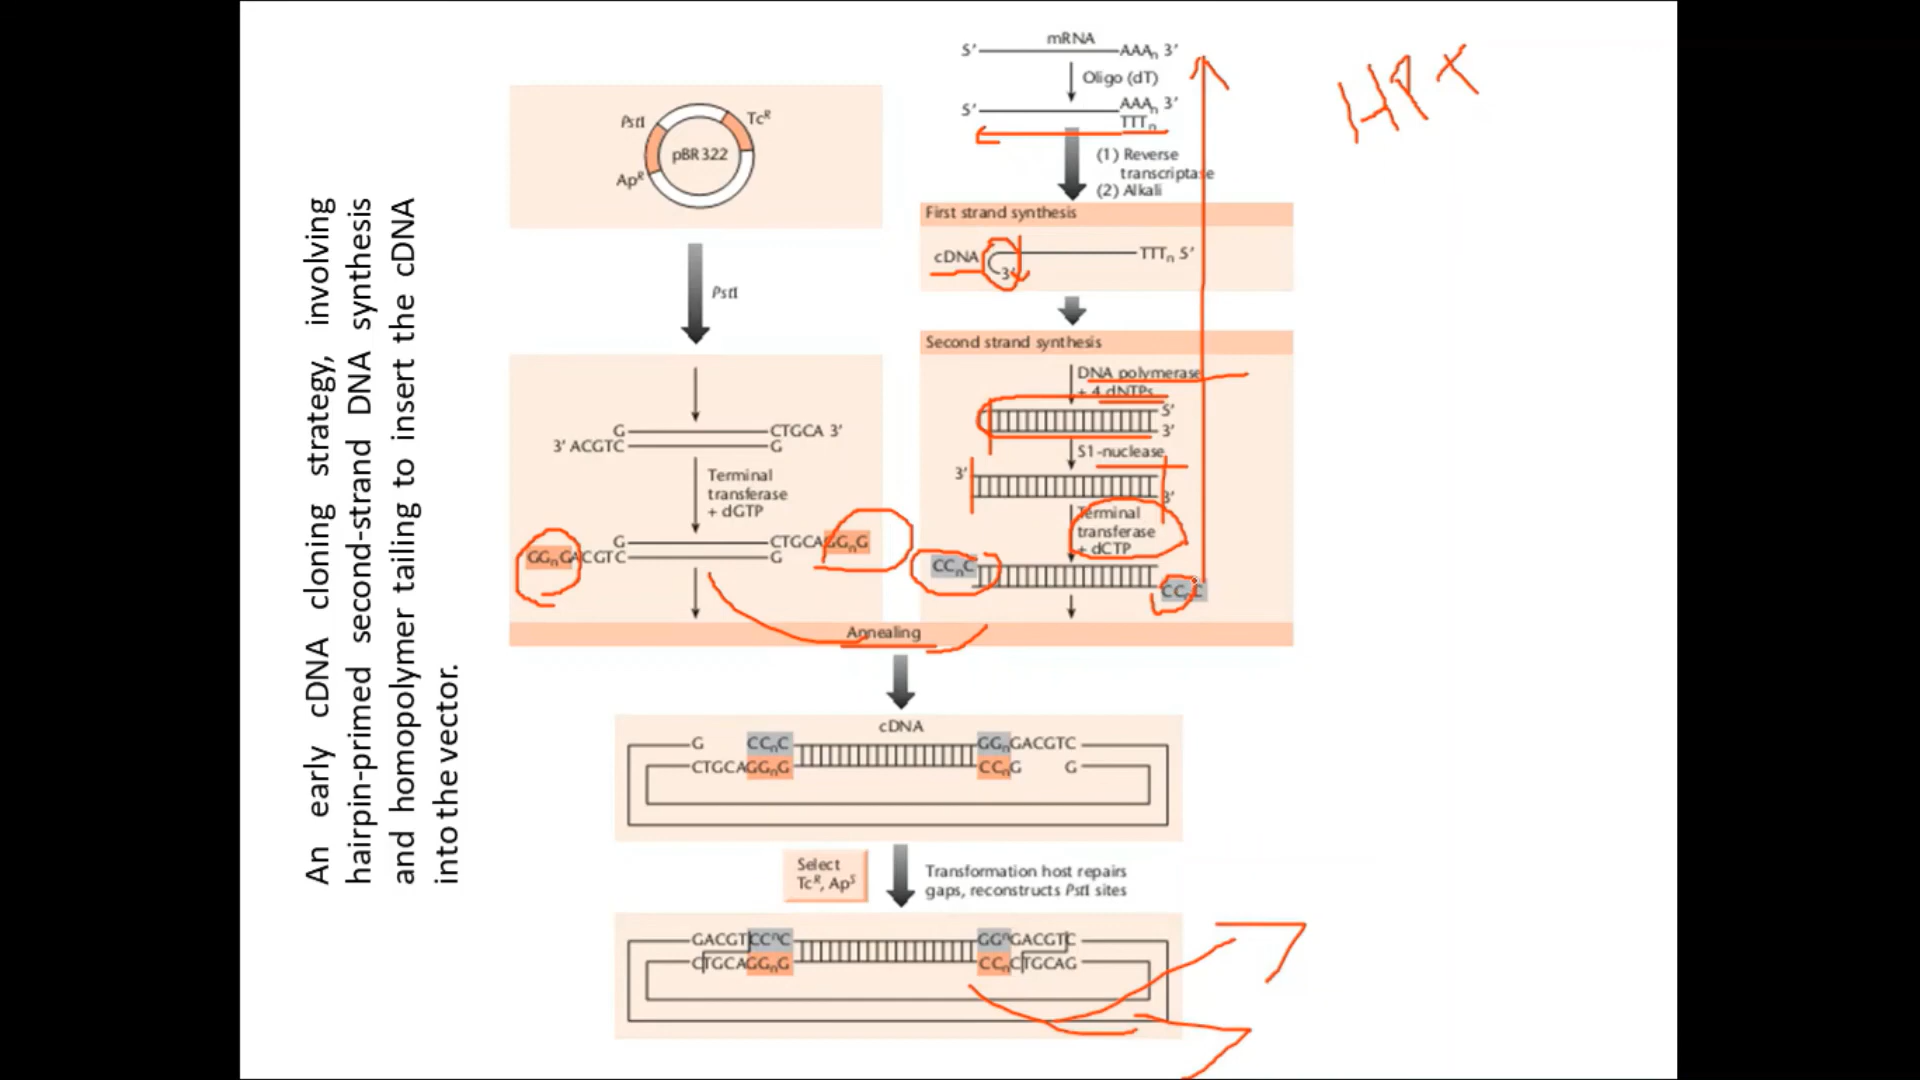 An early cDNA cloning strategy, involving
hairpin-primed second-strand DNA synthesis
and homopolymer tailing to insert the cDNA
into the vector.
PstI
TcR
pBR322
ApR
PstI
G CTGCA 3'
3' ACGTC G
Terminal
transferase
+ dGTP
G CTGCAGGnG
GGnGACGTC G
mRNA
5' AAAn 3'
Oligo (dT)
5' AAAn 3'
TTTn
(1) Reverse
transcriptase
(2) Alkali
First strand synthesis
cDNA TTTn 5'
3'
Second strand synthesis
DNA polymerase
+ 4 dNTPs
5'
3'
S1-nuclease
3'
3'
Terminal
transferase
+ dCTP
CCnC
CCnC
Annealing
cDNA
G CCnC GGnGACGTC
CTGCAGGnG CCnG G
Select
TcR, ApS
Transformation host repairs
gaps, reconstructs PstI sites
GACGTCCnC GGnGACGTC
CTGCAGGnG CCnCTGCAG
HPT